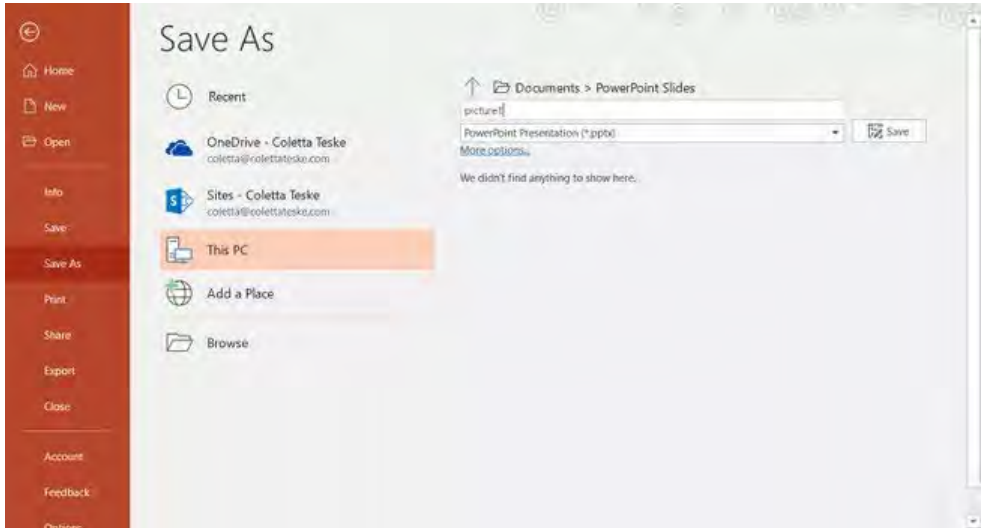 Save As
Home
New
Open
Info
Save
Save As
Print
Share
Export
Close
Account
Feedback
Options
Recent
OneDrive - Coletta Teske
coletta@colettateske.com
Sites - Coletta Teske
coletta@colettateske.com
This PC
Add a Place
Browse
Documents > PowerPoint Slides
picture1
PowerPoint Presentation (*.pptx)
Save
More options...
We didn't find anything to show here.